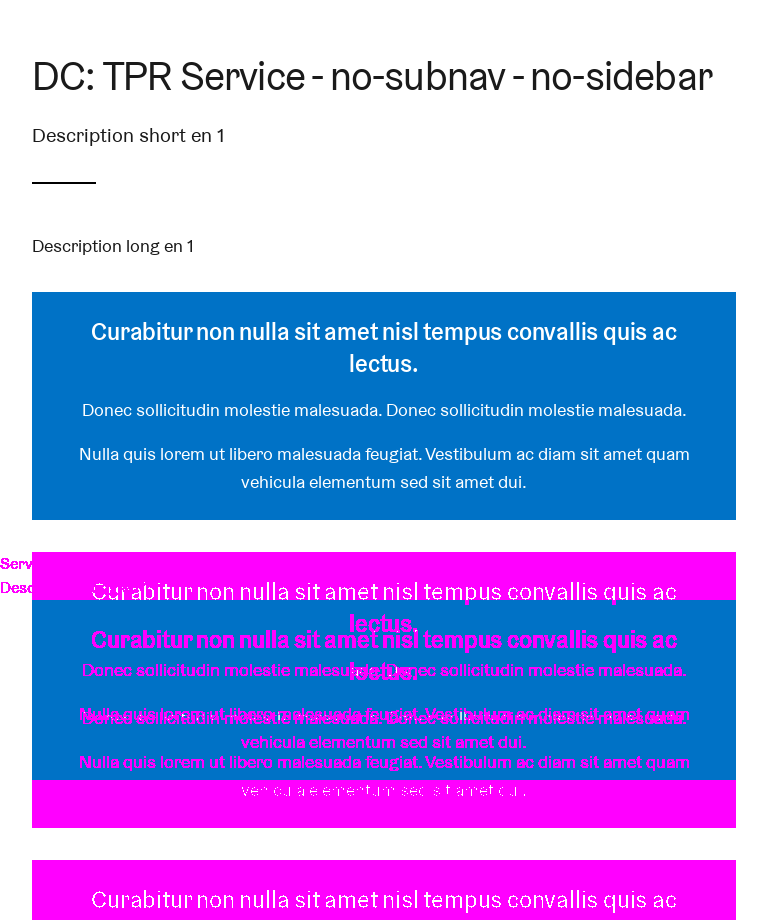 DC: TPR Service - no-subnav - no-sidebar
Description short en 1
Description long en 1
Curabitur non nulla sit amet nisl tempus convallis quis ac
lectus.
Donec sollicitudin molestie malesuada. Donec sollicitudin molestie malesuada.
Nulla quis lorem ut libero malesuada feugiat. Vestibulum ac diam sit amet quam
vehicula elementum sed sit amet dui.
Serv
Desc
Curabitur non nulla sit amet nisl tempus convallis quis ac
lectus.
Curabitur non nulla sit amet nisl tempus convallis quis ac
lectus.
Donec sollicitudin molestie malesuada. Donec sollicitudin molestie malesuada.
Nulla quis lorem ut libero malesuada feugiat. Vestibulum ac diam sit amet quam
Donec sollicitudin molestie malesuada. Donec sollicitudin molestie malesuada.
vehicula elementum sed sit amet dui.
Nulla quis lorem ut libero malesuada feugiat. Vestibulum ac diam sit amet quam
vehicula elementum sed sit amet dui.
Curabitur non nulla sit amet nisl tempus convallis quis ac